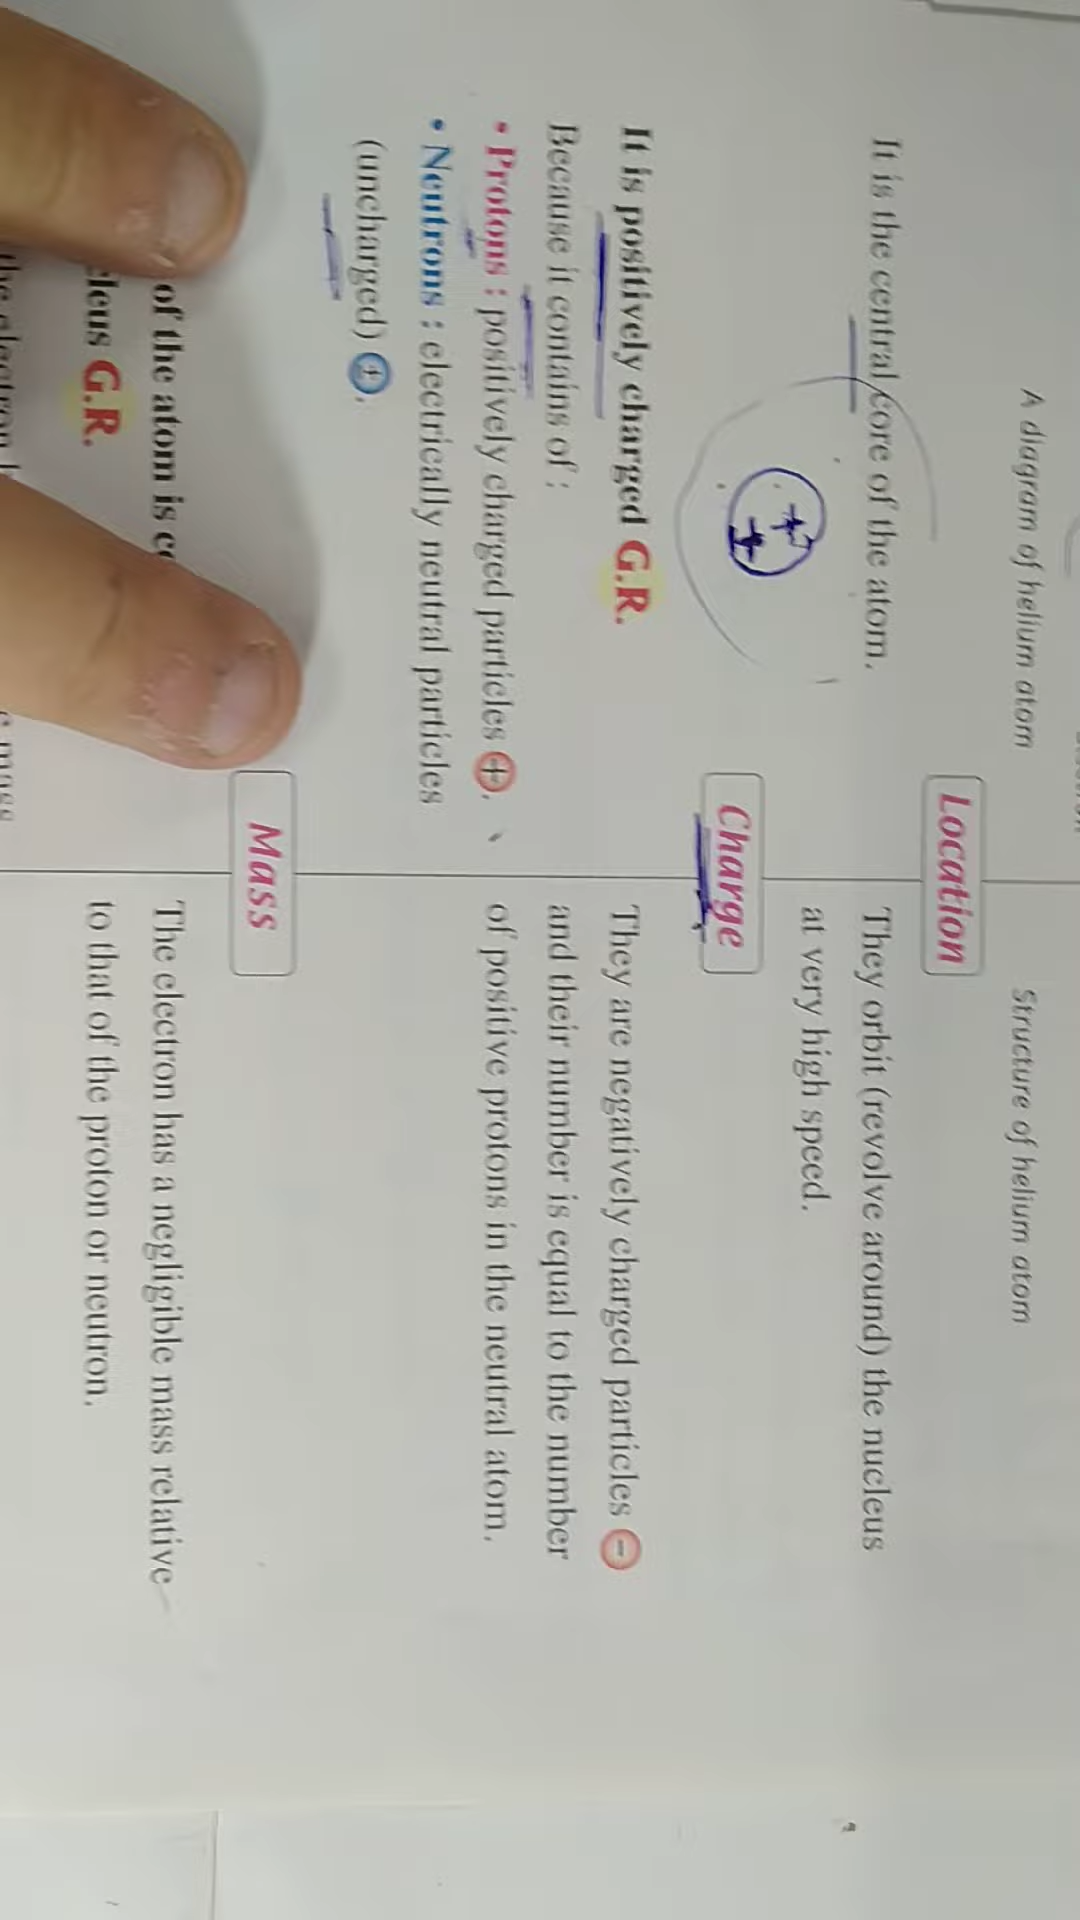 A diagram of helium atom
Structure of helium atom
Location
It is the central core of the atom.
They orbit (revolve around) the nucleus
at very high speed.
Charge
It is positively charged G.R.
Because it contains of :
• Protons : positively charged particles +.
• Neutrons : electrically neutral particles
(uncharged) ±.
They are negatively charged particles −
and their number is equal to the number
of positive protons in the neutral atom.
Mass
of the atom is
G.R.
The electron has a negligible mass relative
to that of the proton or neutron.
+
+